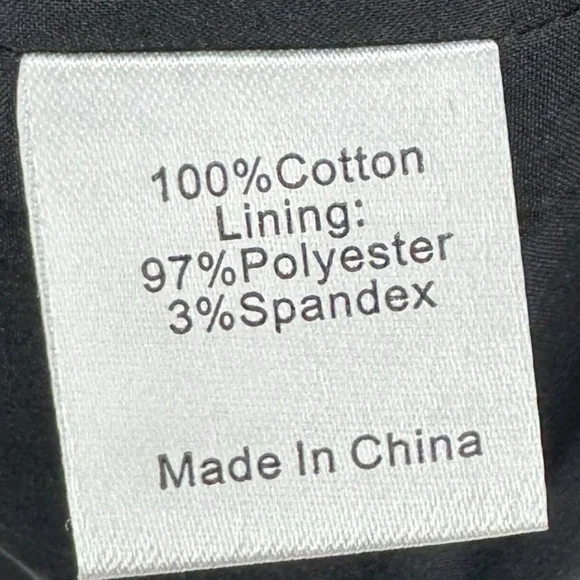 100%Cotton
Lining:
97%Polyester
3%Spandex
Made In China